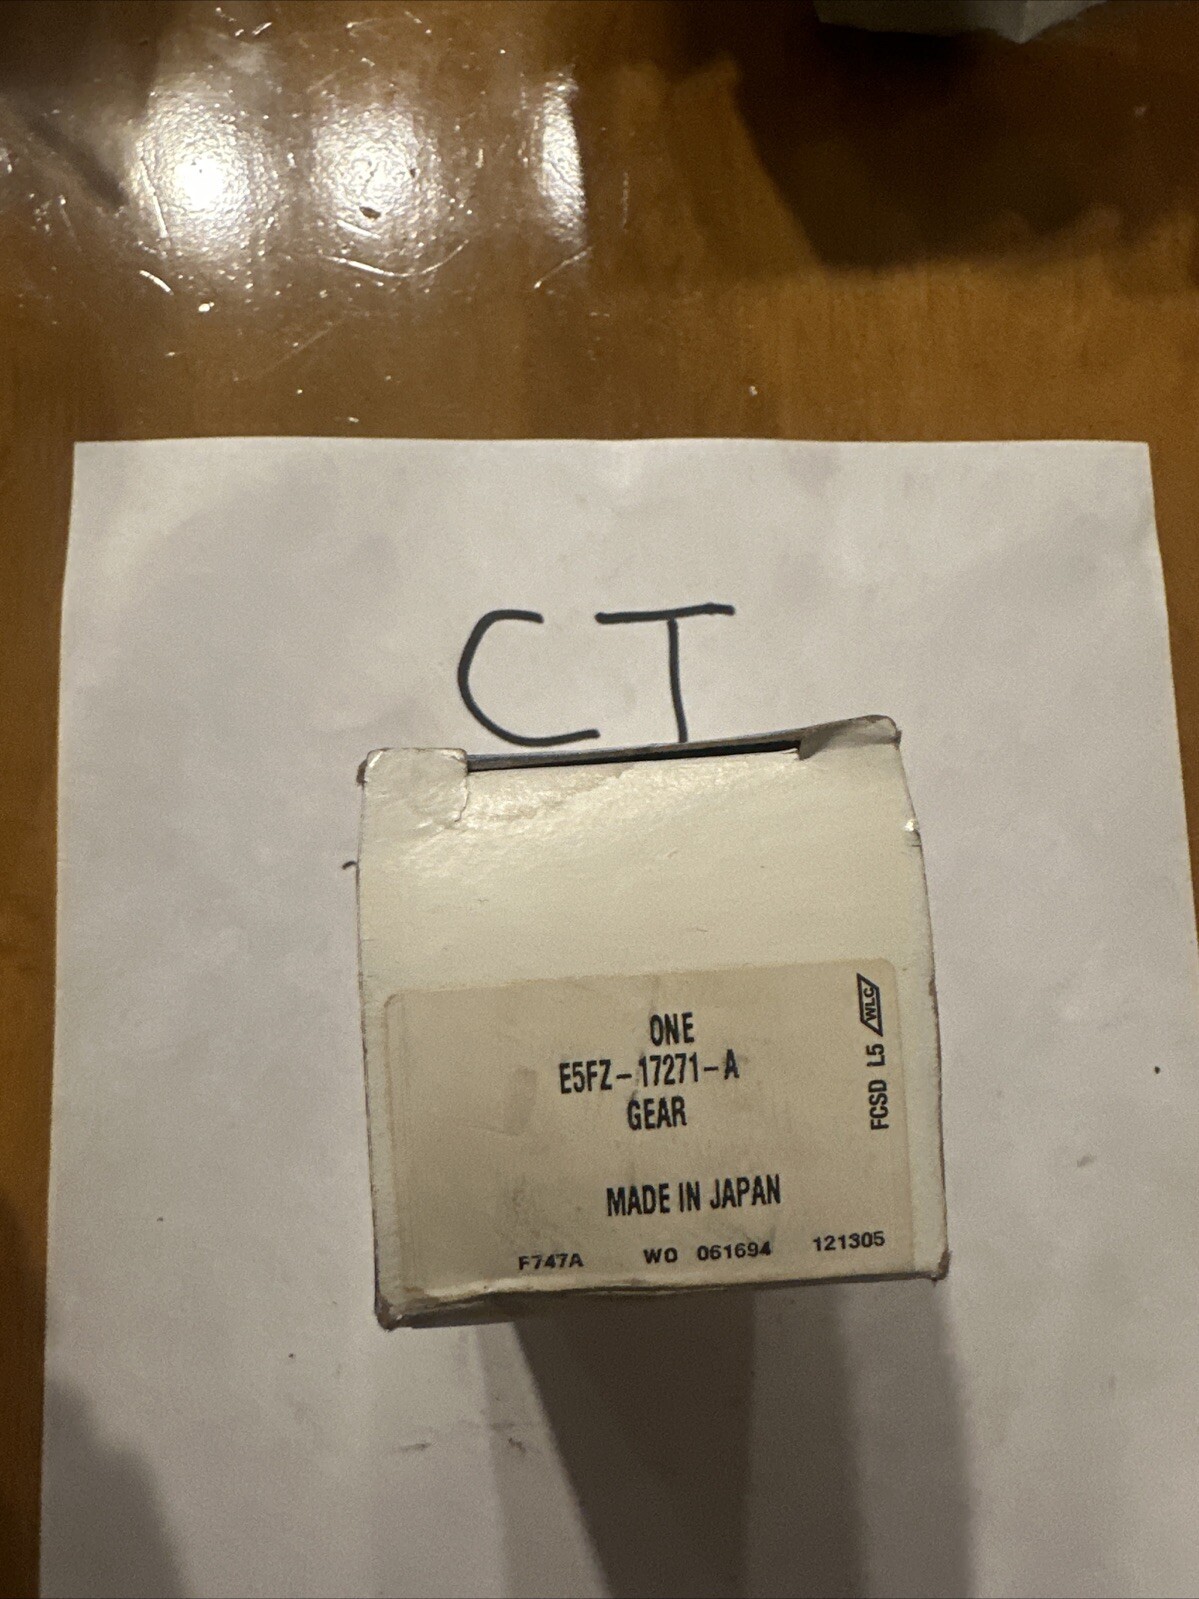 CT
ONE
E5FZ-17271-A
GEAR
MADE IN JAPAN
F747A WO 061694 121305
FCSD L5 WLC